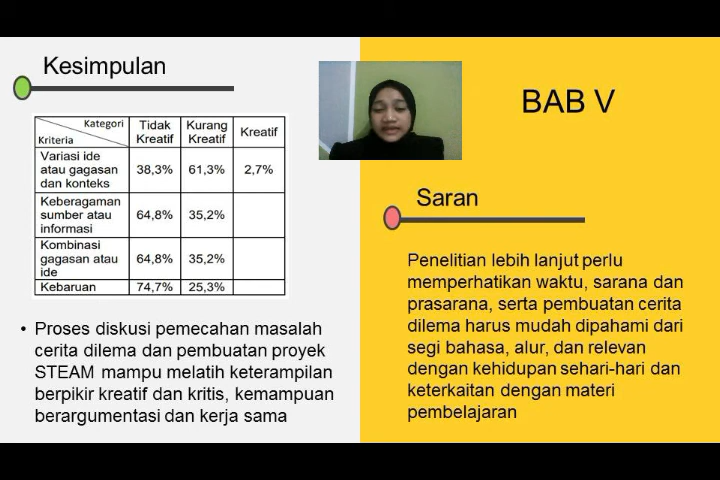 Kesimpulan
Kategori
Kriteria
Tidak Kreatif
Kurang Kreatif
Kreatif
Variasi ide
atau gagasan
dan konteks
38,3%
61,3%
2,7%
Keberagaman
sumber atau
informasi
64,8%
35,2%
Kombinasi
gagasan atau
ide
64,8%
35,2%
Kebaruan
74,7%
25,3%
• Proses diskusi pemecahan masalah
cerita dilema dan pembuatan proyek
STEAM mampu melatih keterampilan
berpikir kreatif dan kritis, kemampuan
berargumentasi dan kerja sama
BAB V
Saran
Penelitian lebih lanjut perlu
memperhatikan waktu, sarana dan
prasarana, serta pembuatan cerita
dilema harus mudah dipahami dari
segi bahasa, alur, dan relevan
dengan kehidupan sehari-hari dan
keterkaitan dengan materi
pembelajaran